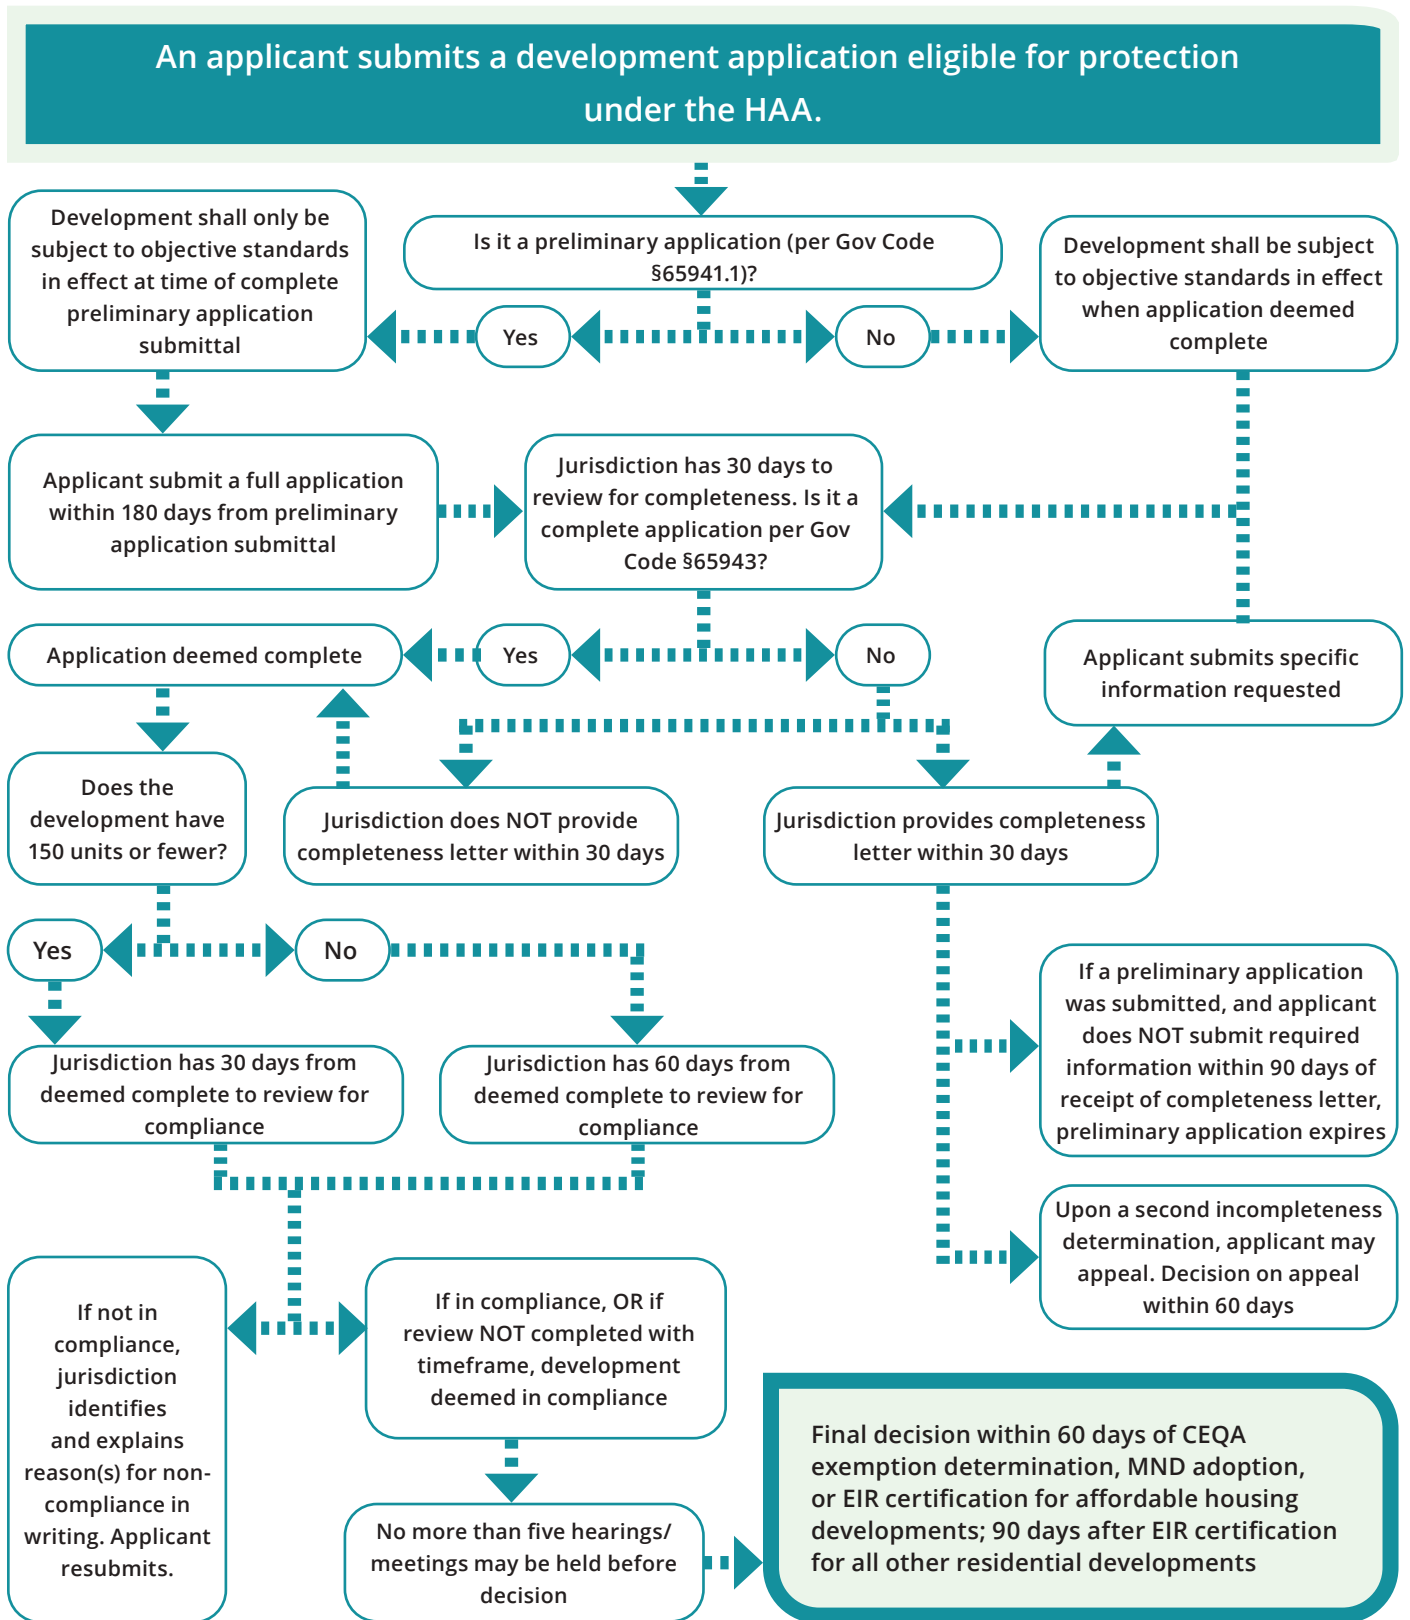 An applicant submits a development application eligible for protection
under the HAA.
Development shall only be
subject to objective standards
in effect at time of complete
preliminary application
submittal
Is it a preliminary application (per Gov Code
§65941.1)?
Development shall be subject
to objective standards in effect
when application deemed
complete
Yes
No
Applicant submit a full application
within 180 days from preliminary
application submittal
Jurisdiction has 30 days to
review for completeness. Is it a
complete application per Gov
Code §65943?
Application deemed complete
Yes
No
Applicant submits specific
information requested
Does the
development have
150 units or fewer?
Jurisdiction does NOT provide
completeness letter within 30 days
Jurisdiction provides completeness
letter within 30 days
Yes
No
If a preliminary application
was submitted, and applicant
does NOT submit required
information within 90 days of
receipt of completeness letter,
preliminary application expires
Jurisdiction has 30 days from
deemed complete to review for
compliance
Jurisdiction has 60 days from
deemed complete to review for
compliance
Upon a second incompleteness
determination, applicant may
appeal. Decision on appeal
within 60 days
If not in
compliance,
jurisdiction
identifies
and explains
reason(s) for non-
compliance in
writing. Applicant
resubmits.
If in compliance, OR if
review NOT completed with
timeframe, development
deemed in compliance
No more than five hearings/
meetings may be held before
decision
Final decision within 60 days of CEQA
exemption determination, MND adoption,
or EIR certification for affordable housing
developments; 90 days after EIR certification
for all other residential developments